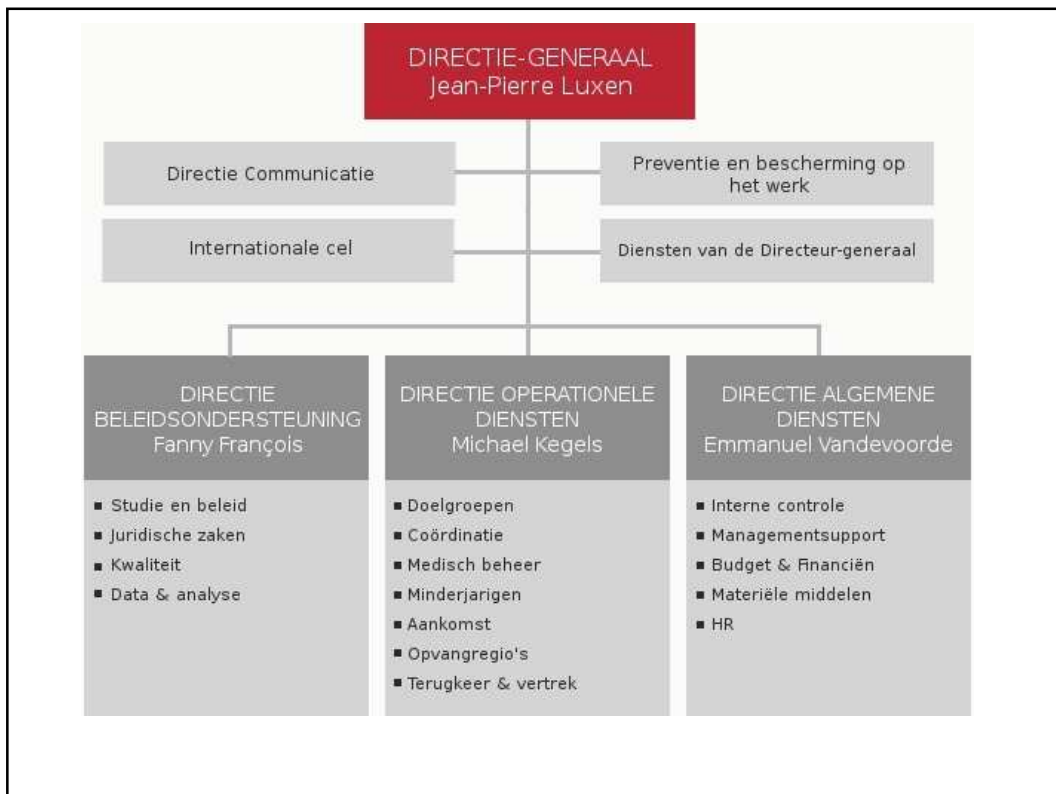 DIRECTIE-GENERAAL
Jean-Pierre Luxen
Directie Communicatie
Preventie en bescherming op
het werk
Internationale cel
Diensten van de Directeur-generaal
DIRECTIE
BELEIDSONDERSTEUNING
Fanny François
■ Studie en beleid
■ Juridische zaken
■ Kwaliteit
■ Data & analyse
DIRECTIE OPERATIONELE
DIENSTEN
Michael Kegels
■ Doelgroepen
■ Coördinatie
■ Medisch beheer
■ Minderjarigen
■ Aankomst
■ Opvangregio's
■ Terugkeer & vertrek
DIRECTIE ALGEMENE
DIENSTEN
Emmanuel Vandevoorde
■ Interne controle
■ Managementsupport
■ Budget & Financiën
■ Materiële middelen
■ HR